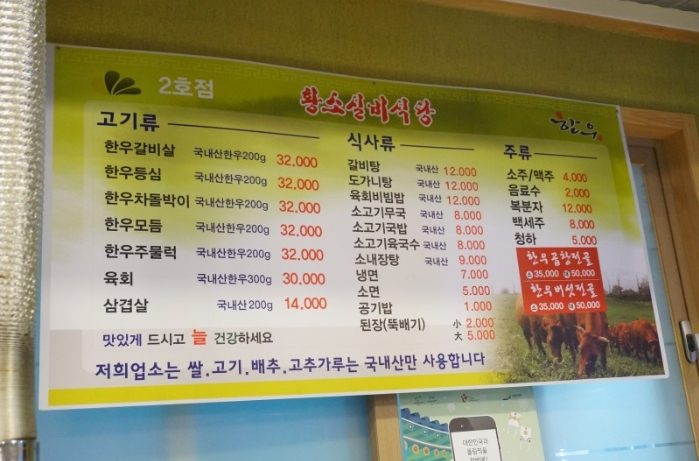 2호점
황소실비식당
한우
고기류
한우갈비살 국내산한우200g 32,000
한우등심 국내산한우200g 32,000
한우차돌박이 국내산한우200g 32,000
한우모듬 국내산한우200g 32,000
한우주물럭 국내산한우200g 32,000
육회 국내산한우300g 30,000
삼겹살 국내산200g 14,000
식사류
갈비탕 국내산 12,000
도가니탕 국내산 12,000
육회비빔밥 국내산 12,000
소고기무국 국내산 8,000
소고기국밥 국내산 8,000
소고기육국수 국내산 8,000
소내장탕 국내산 9,000
냉면 7,000
소면 5,000
공기밥 1,000
된장(뚝배기) 小 2,000
大 5,000
주류
소주/맥주 4,000
음료수 2,000
복분자 12,000
백세주 8,000
청하 5,000
한우곱창전골
小 35,000 大 50,000
한우버섯전골
小 35,000 大 50,000
맛있게 드시고 늘 건강하세요
저희업소는 쌀.고기.배추.고추가루는 국내산만 사용합니다
대한민국과